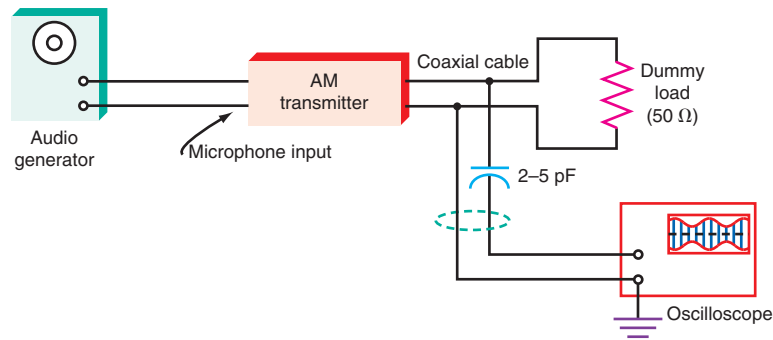 Coaxial cable
AM
transmitter
Dummy
load
(50 Ω)
Audio
generator
Microphone input
2–5 pF
Oscilloscope